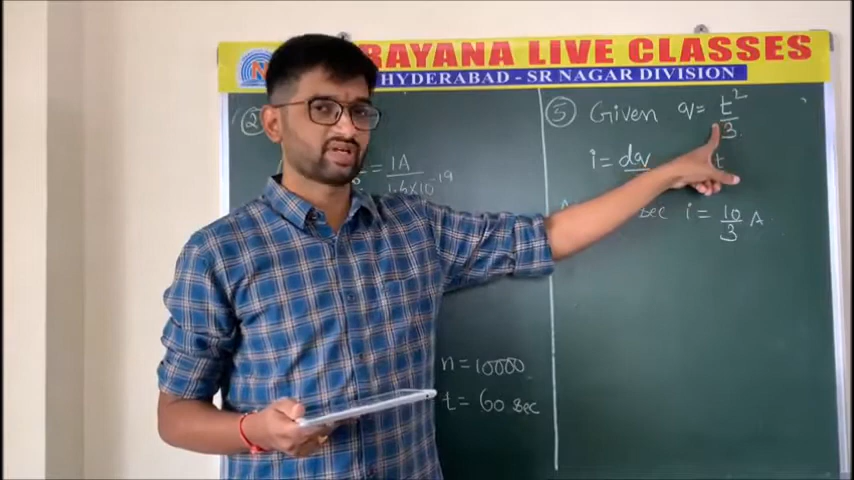 NARAYANA LIVE CLASSES
HYDERABAD - SR NAGAR DIVISION
②
= 1A
1.6×10⁻¹⁹
n = 10000
t = 60 sec
⑤ Given q = t²/3
i = dq
t
sec i = 10/3 A